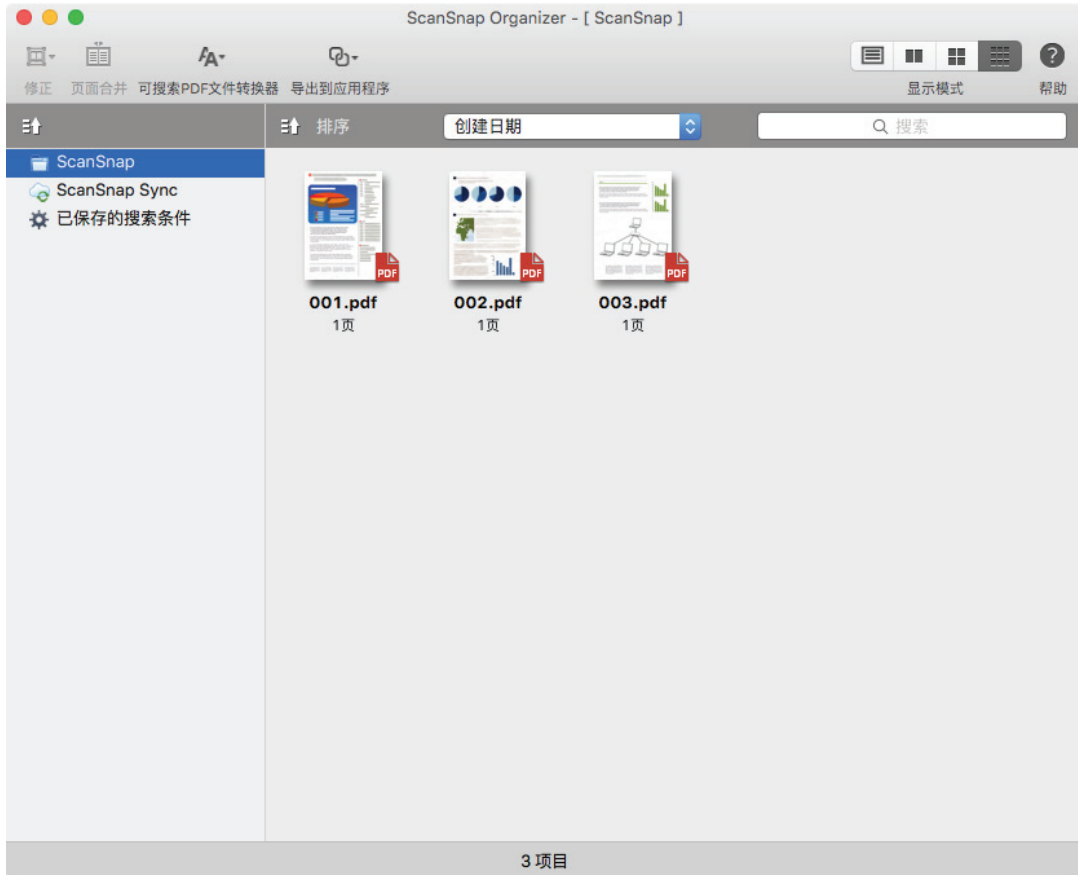 ScanSnap Organizer - [ ScanSnap ]
修正 页面合并 可搜索PDF文件转换器 导出到应用程序 显示模式 帮助
排序 创建日期 搜索
ScanSnap
ScanSnap Sync
已保存的搜索条件
PDF PDF PDF
001.pdf 002.pdf 003.pdf
1页 1页 1页
3 项目